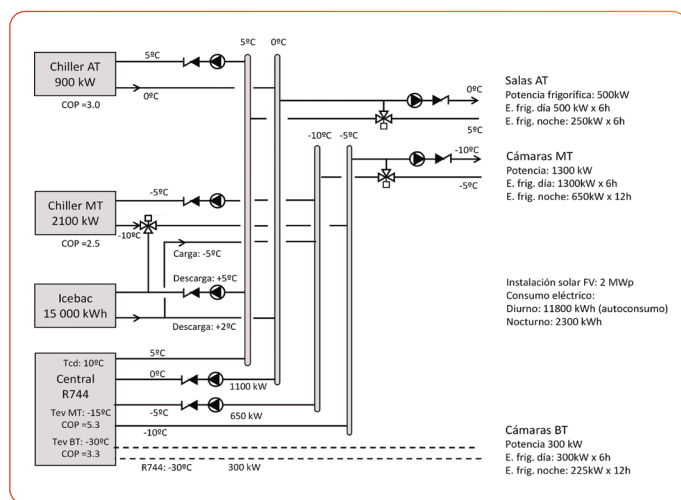 Chiller AT
900 kW
COP =3.0
5ºC
0ºC
5ºC
0ºC
Salas AT
Potencia frigorífica: 500kW
E. frig. día 500 kW x 6h
E. frig. noche: 250kW x 6h
0ºC
5ºC
-10ºC
-5ºC
-10ºC
-5ºC
Cámaras MT
Potencia: 1300 kW
E. frig. día: 1300kW x 6h
E. frig. noche: 650kW x 12h
Chiller MT
2100 kW
COP =2.5
-5ºC
-10ºC
Carga: -5ºC
Icebac
15 000 kWh
Descarga: +5ºC
Descarga: +2ºC
Instalación solar FV: 2 MWp
Consumo eléctrico:
Diurno: 11800 kWh (autoconsumo)
Nocturno: 2300 kWh
Tcd: 10ºC
Central
R744
Tev MT: -15ºC
COP =5.3
Tev BT: -30ºC
COP =3.3
5ºC
0ºC
1100 kW
-5ºC
650 kW
-10ºC
R744: -30ºC
300 kW
Cámaras BT
Potencia 300 kW
E. frig. día: 300kW x 6h
E. frig. noche: 225kW x 12h